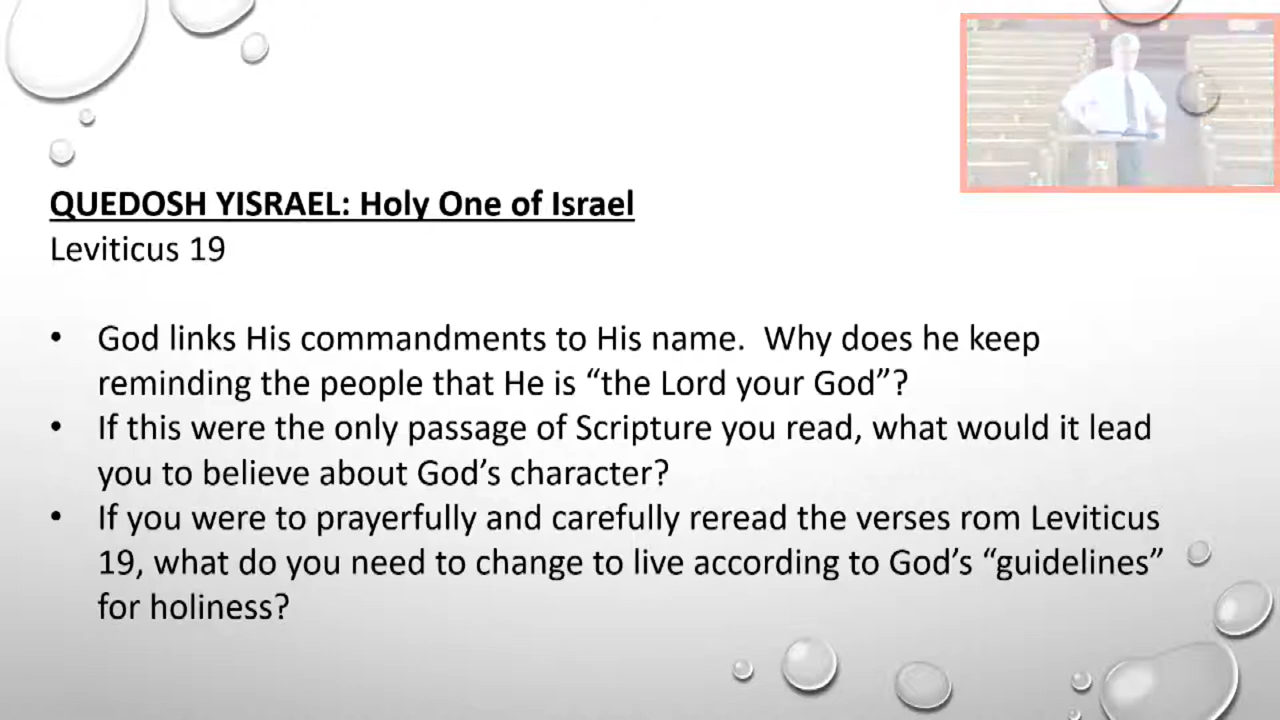 QUEDOSH YISRAEL: Holy One of Israel
Leviticus 19
• God links His commandments to His name.  Why does he keep
reminding the people that He is “the Lord your God”?
• If this were the only passage of Scripture you read, what would it lead
you to believe about God’s character?
• If you were to prayerfully and carefully reread the verses rom Leviticus
19, what do you need to change to live according to God’s “guidelines”
for holiness?